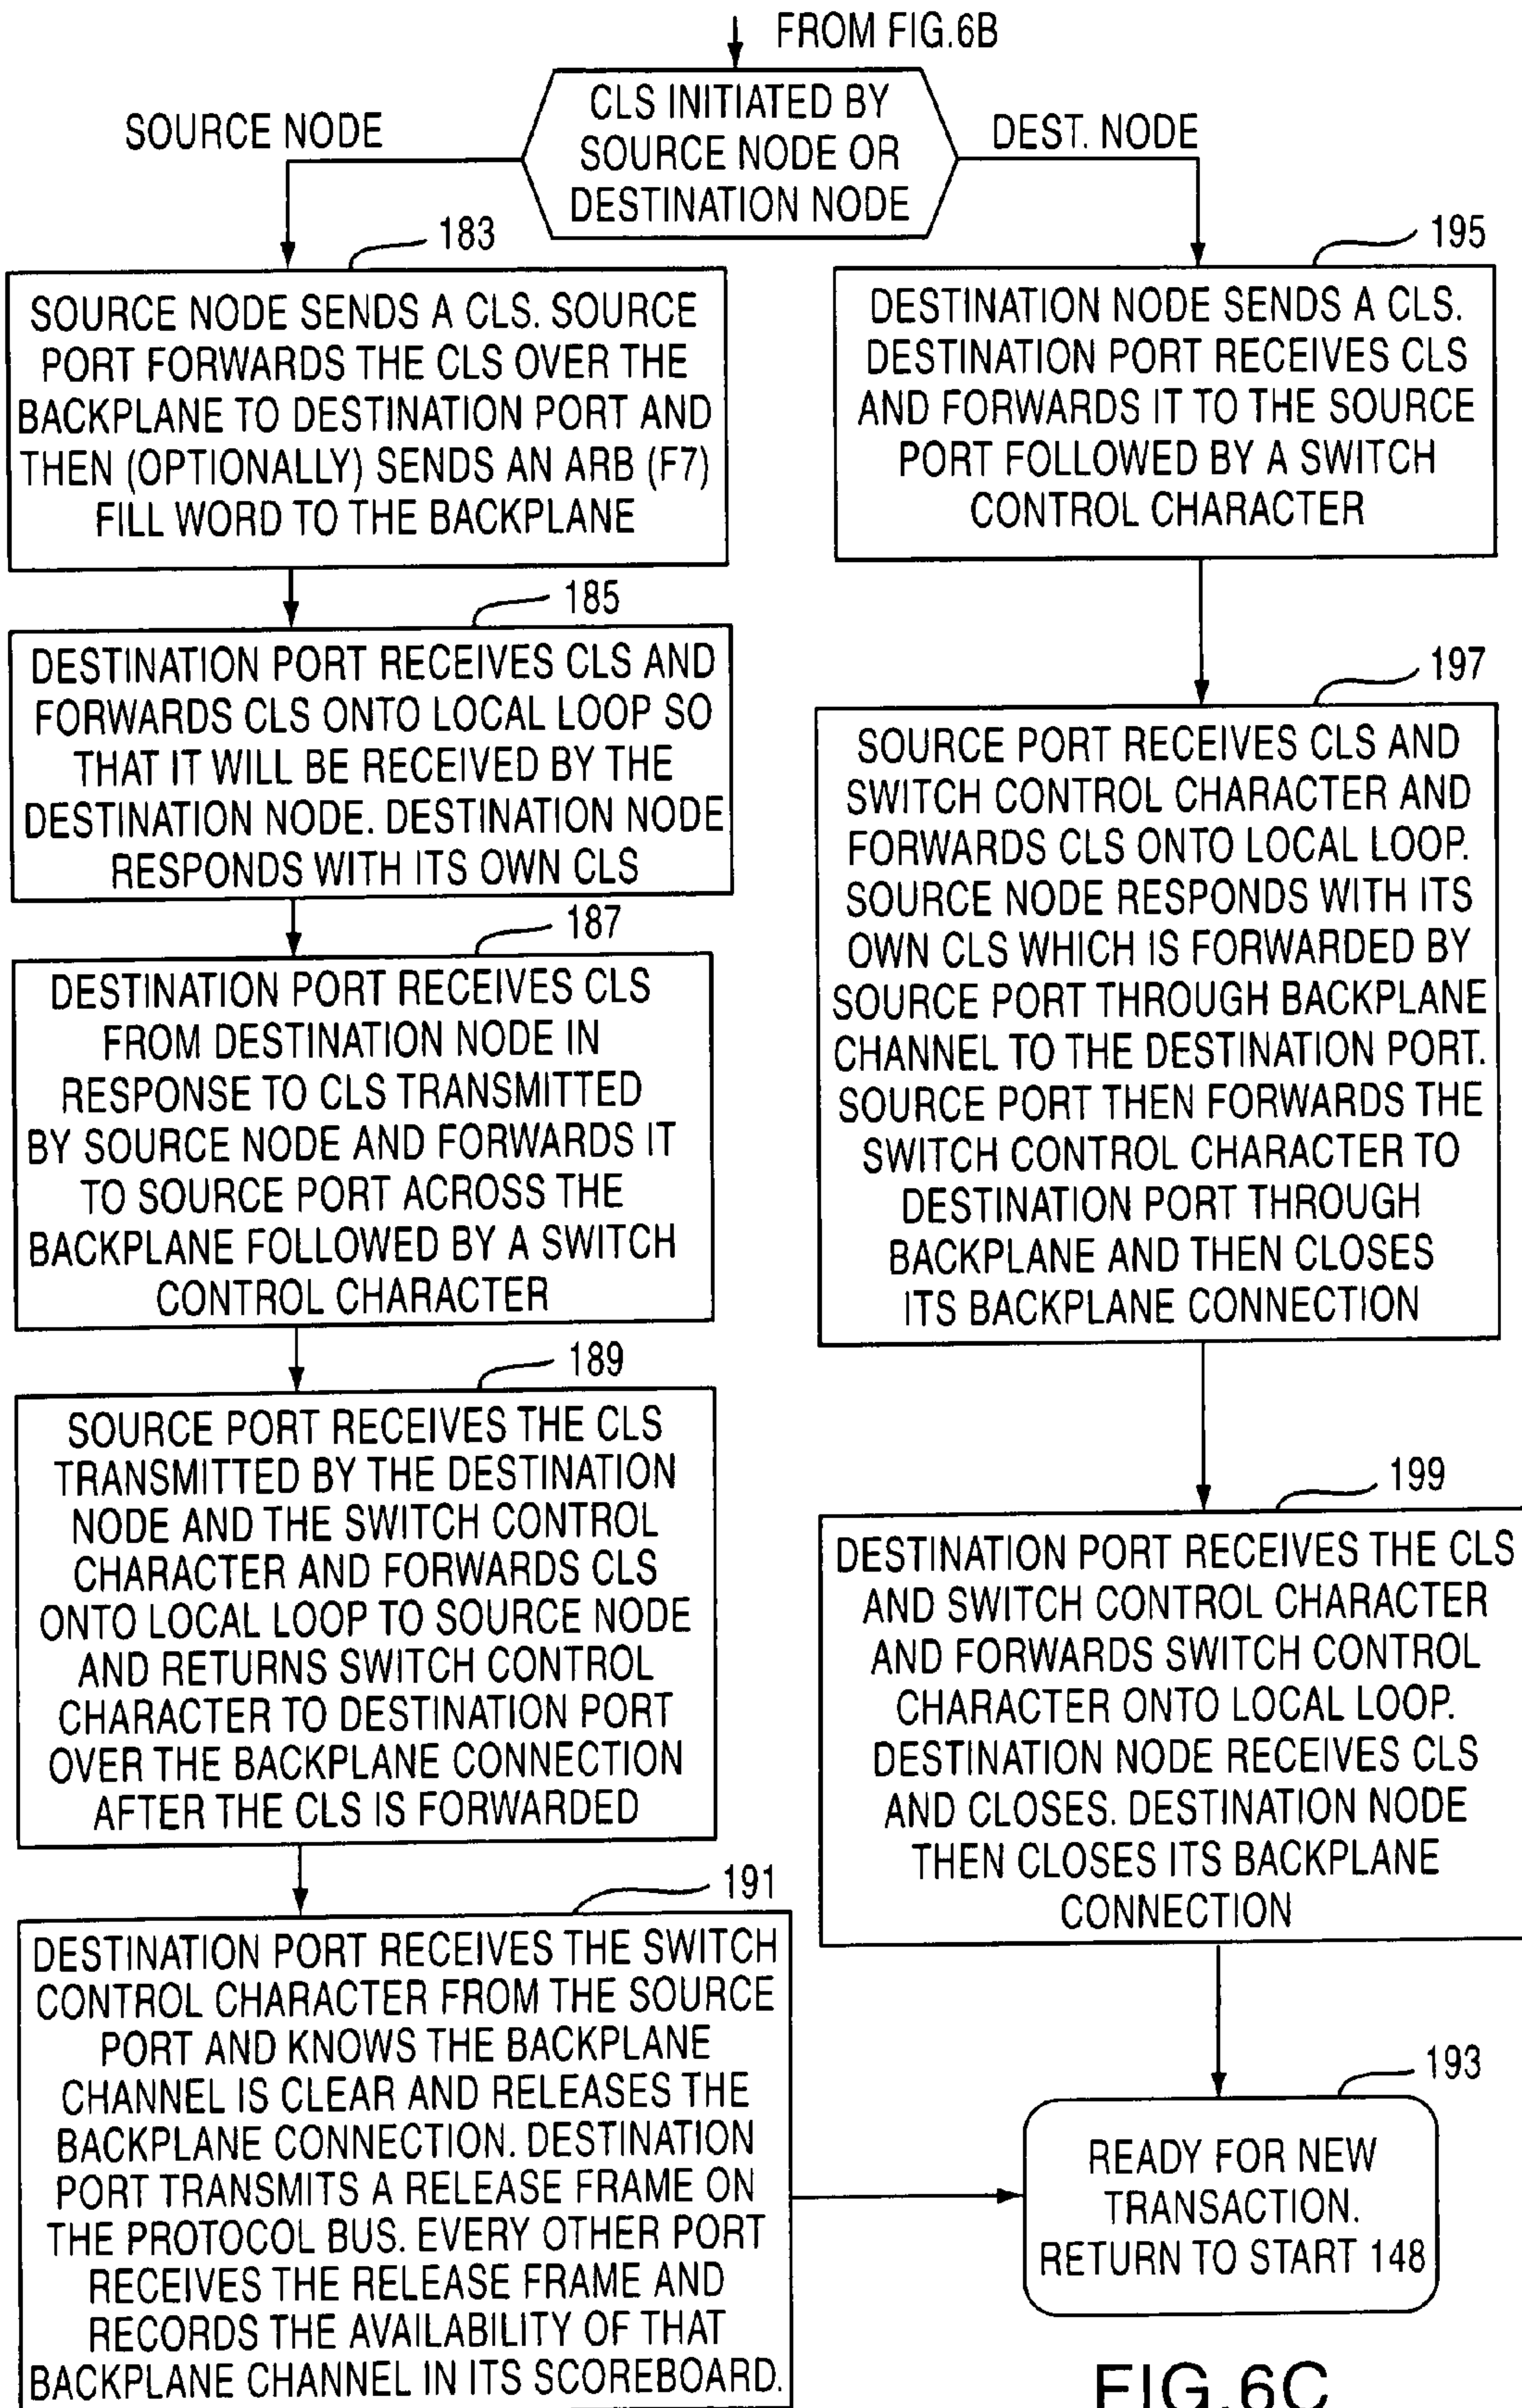 FROM FIG.6B
CLS INITIATED BY
SOURCE NODE OR
DESTINATION NODE
SOURCE NODE
DEST. NODE
183
SOURCE NODE SENDS A CLS. SOURCE
PORT FORWARDS THE CLS OVER THE
BACKPLANE TO DESTINATION PORT AND
THEN (OPTIONALLY) SENDS AN ARB (F7)
FILL WORD TO THE BACKPLANE
185
DESTINATION PORT RECEIVES CLS AND
FORWARDS CLS ONTO LOCAL LOOP SO
THAT IT WILL BE RECEIVED BY THE
DESTINATION NODE. DESTINATION NODE
RESPONDS WITH ITS OWN CLS
187
DESTINATION PORT RECEIVES CLS
FROM DESTINATION NODE IN
RESPONSE TO CLS TRANSMITTED
BY SOURCE NODE AND FORWARDS IT
TO SOURCE PORT ACROSS THE
BACKPLANE FOLLOWED BY A SWITCH
CONTROL CHARACTER
189
SOURCE PORT RECEIVES THE CLS
TRANSMITTED BY THE DESTINATION
NODE AND THE SWITCH CONTROL
CHARACTER AND FORWARDS CLS
ONTO LOCAL LOOP TO SOURCE NODE
AND RETURNS SWITCH CONTROL
CHARACTER TO DESTINATION PORT
OVER THE BACKPLANE CONNECTION
AFTER THE CLS IS FORWARDED
191
DESTINATION PORT RECEIVES THE SWITCH
CONTROL CHARACTER FROM THE SOURCE
PORT AND KNOWS THE BACKPLANE
CHANNEL IS CLEAR AND RELEASES THE
BACKPLANE CONNECTION. DESTINATION
PORT TRANSMITS A RELEASE FRAME ON
THE PROTOCOL BUS. EVERY OTHER PORT
RECEIVES THE RELEASE FRAME AND
RECORDS THE AVAILABILITY OF THAT
BACKPLANE CHANNEL IN ITS SCOREBOARD.
195
DESTINATION NODE SENDS A CLS.
DESTINATION PORT RECEIVES CLS
AND FORWARDS IT TO THE SOURCE
PORT FOLLOWED BY A SWITCH
CONTROL CHARACTER
197
SOURCE PORT RECEIVES CLS AND
SWITCH CONTROL CHARACTER AND
FORWARDS CLS ONTO LOCAL LOOP.
SOURCE NODE RESPONDS WITH ITS
OWN CLS WHICH IS FORWARDED BY
SOURCE PORT THROUGH BACKPLANE
CHANNEL TO THE DESTINATION PORT.
SOURCE PORT THEN FORWARDS THE
SWITCH CONTROL CHARACTER TO
DESTINATION PORT THROUGH
BACKPLANE AND THEN CLOSES
ITS BACKPLANE CONNECTION
199
DESTINATION PORT RECEIVES THE CLS
AND SWITCH CONTROL CHARACTER
AND FORWARDS SWITCH CONTROL
CHARACTER ONTO LOCAL LOOP.
DESTINATION NODE RECEIVES CLS
AND CLOSES. DESTINATION NODE
THEN CLOSES ITS BACKPLANE
CONNECTION
193
READY FOR NEW
TRANSACTION.
RETURN TO START 148
FIG.6C